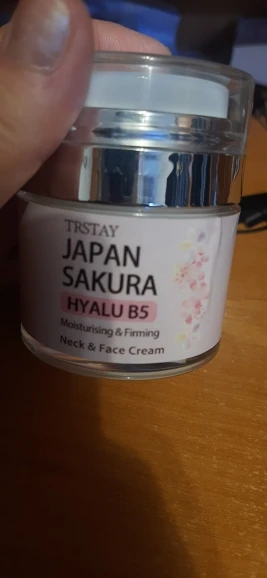 TRSTAY
JAPAN
SAKURA
HYALU B5
Moisturising & Firming
Neck & Face Cream